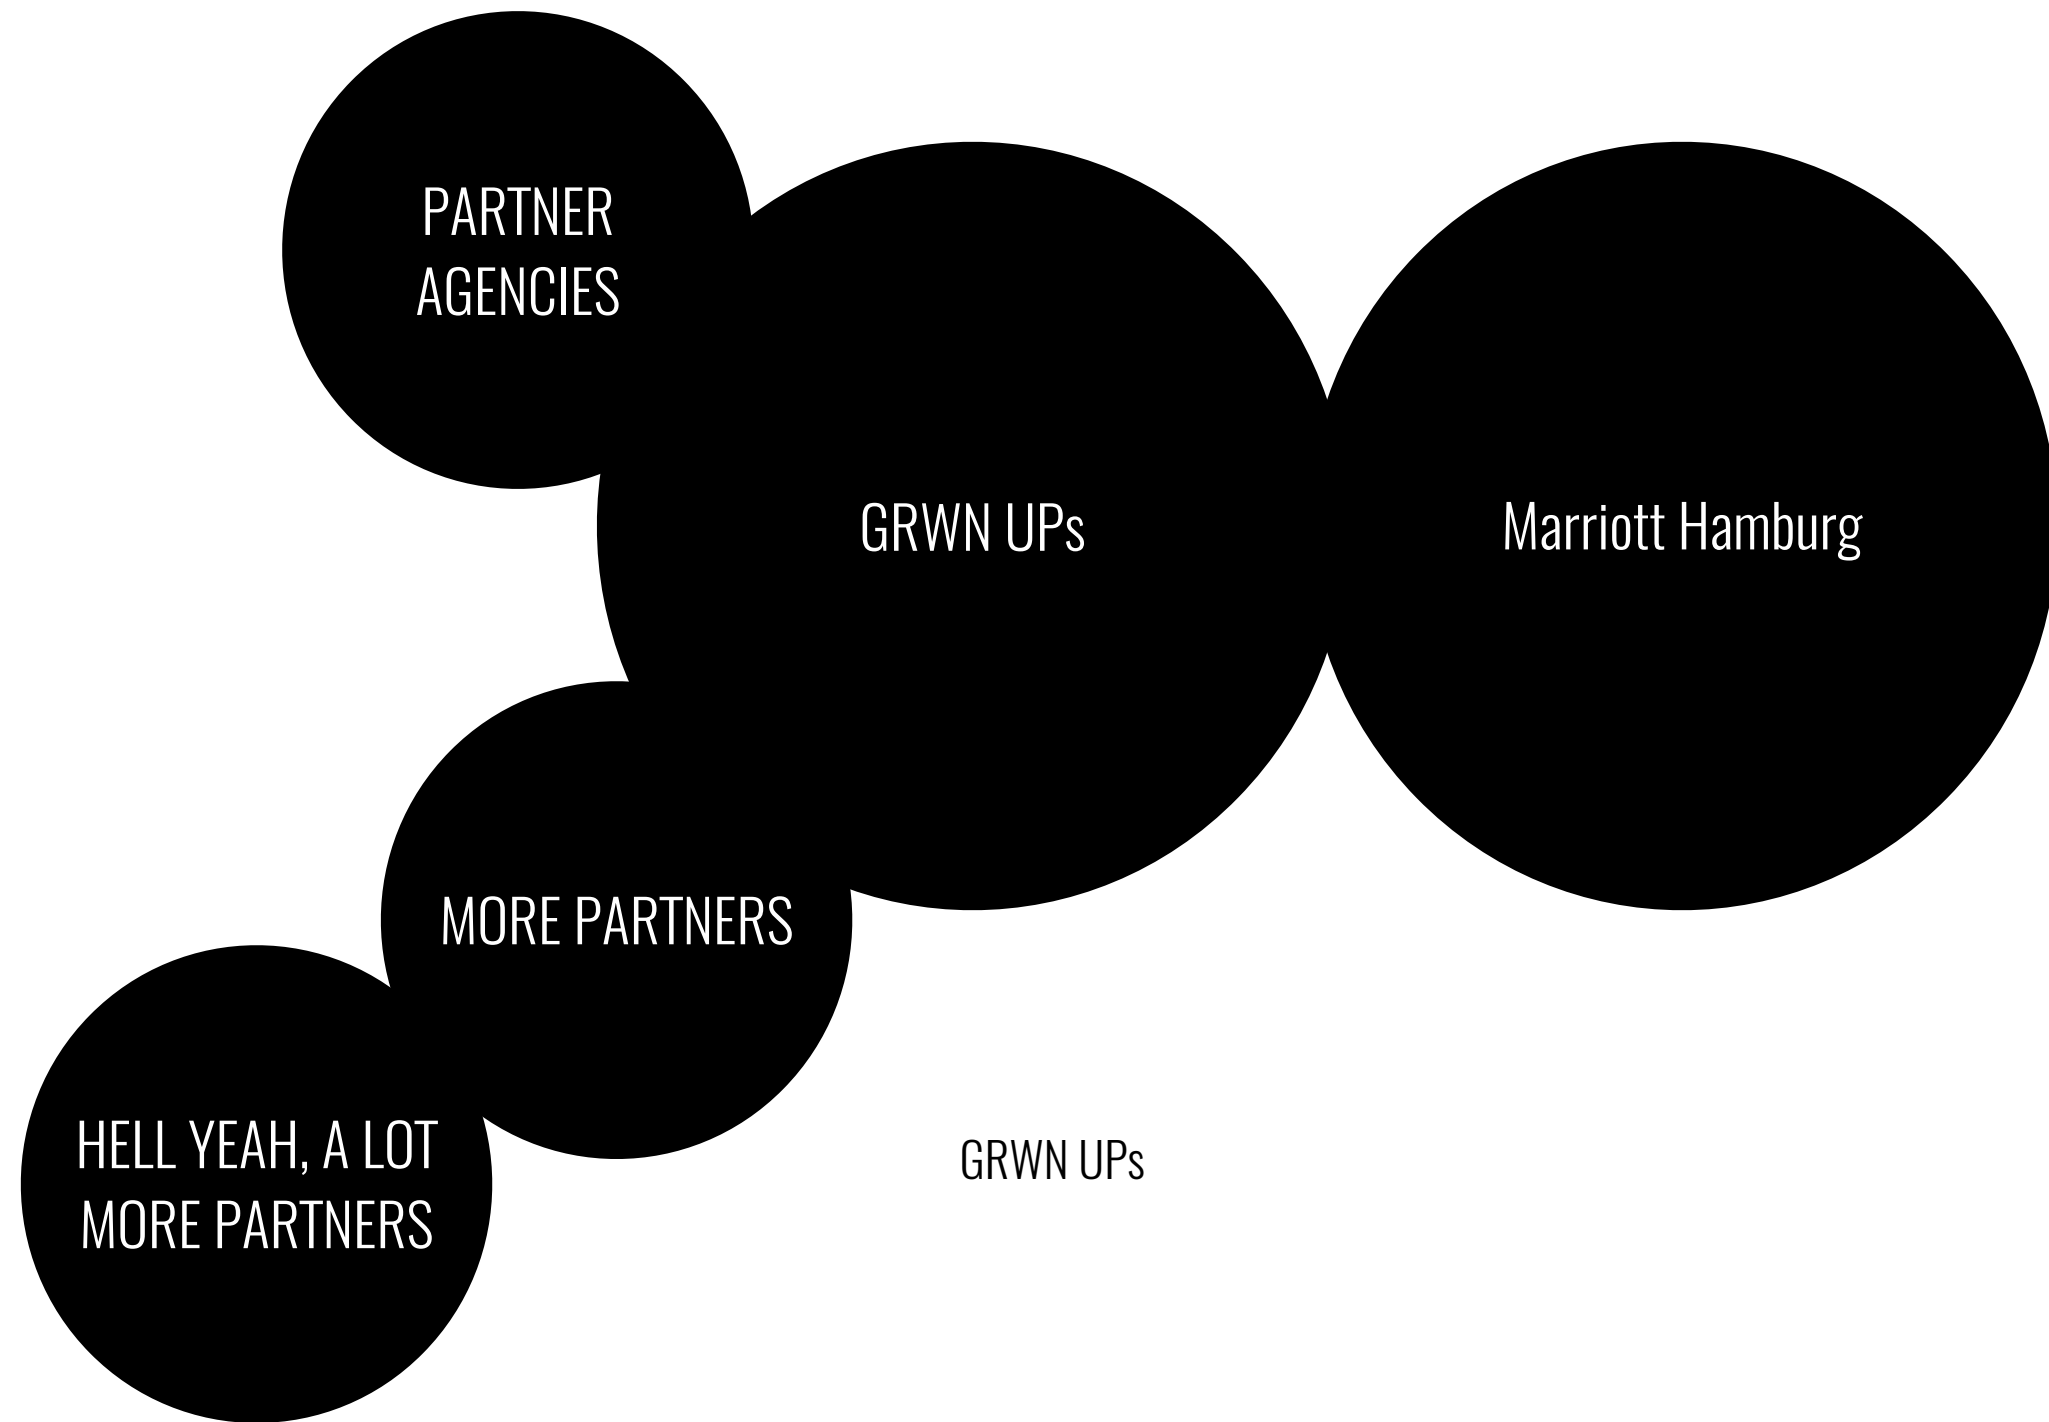 PARTNER
AGENCIES
GRWN UPs
Marriott Hamburg
MORE PARTNERS
HELL YEAH, A LOT
MORE PARTNERS
GRWN UPs